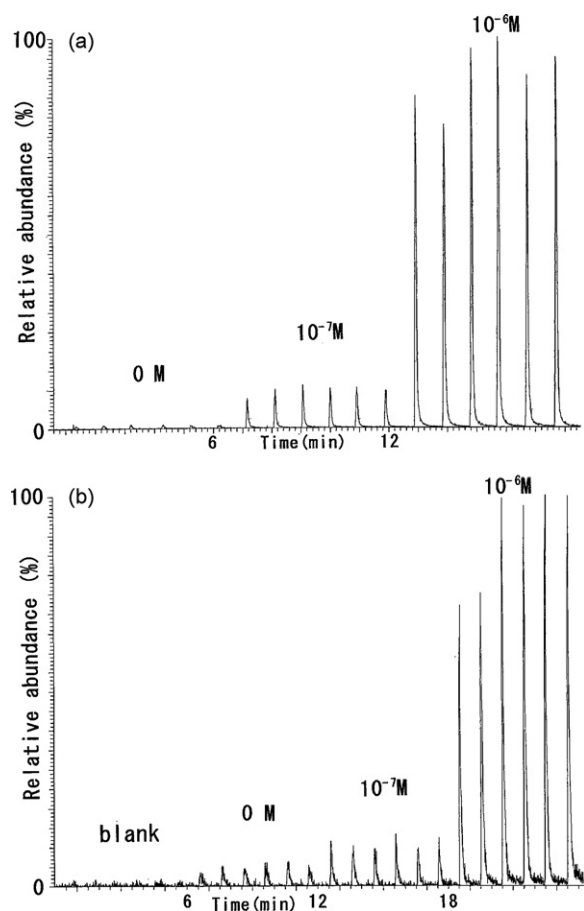 (a)
100
10⁻⁶M
Relative abundance (%)
10⁻⁷M
0 M
0
6
Time(min)
12
(b)
100
10⁻⁶M
Relative abundance (%)
10⁻⁷M
0 M
blank
0
6
Time(min)
12
18